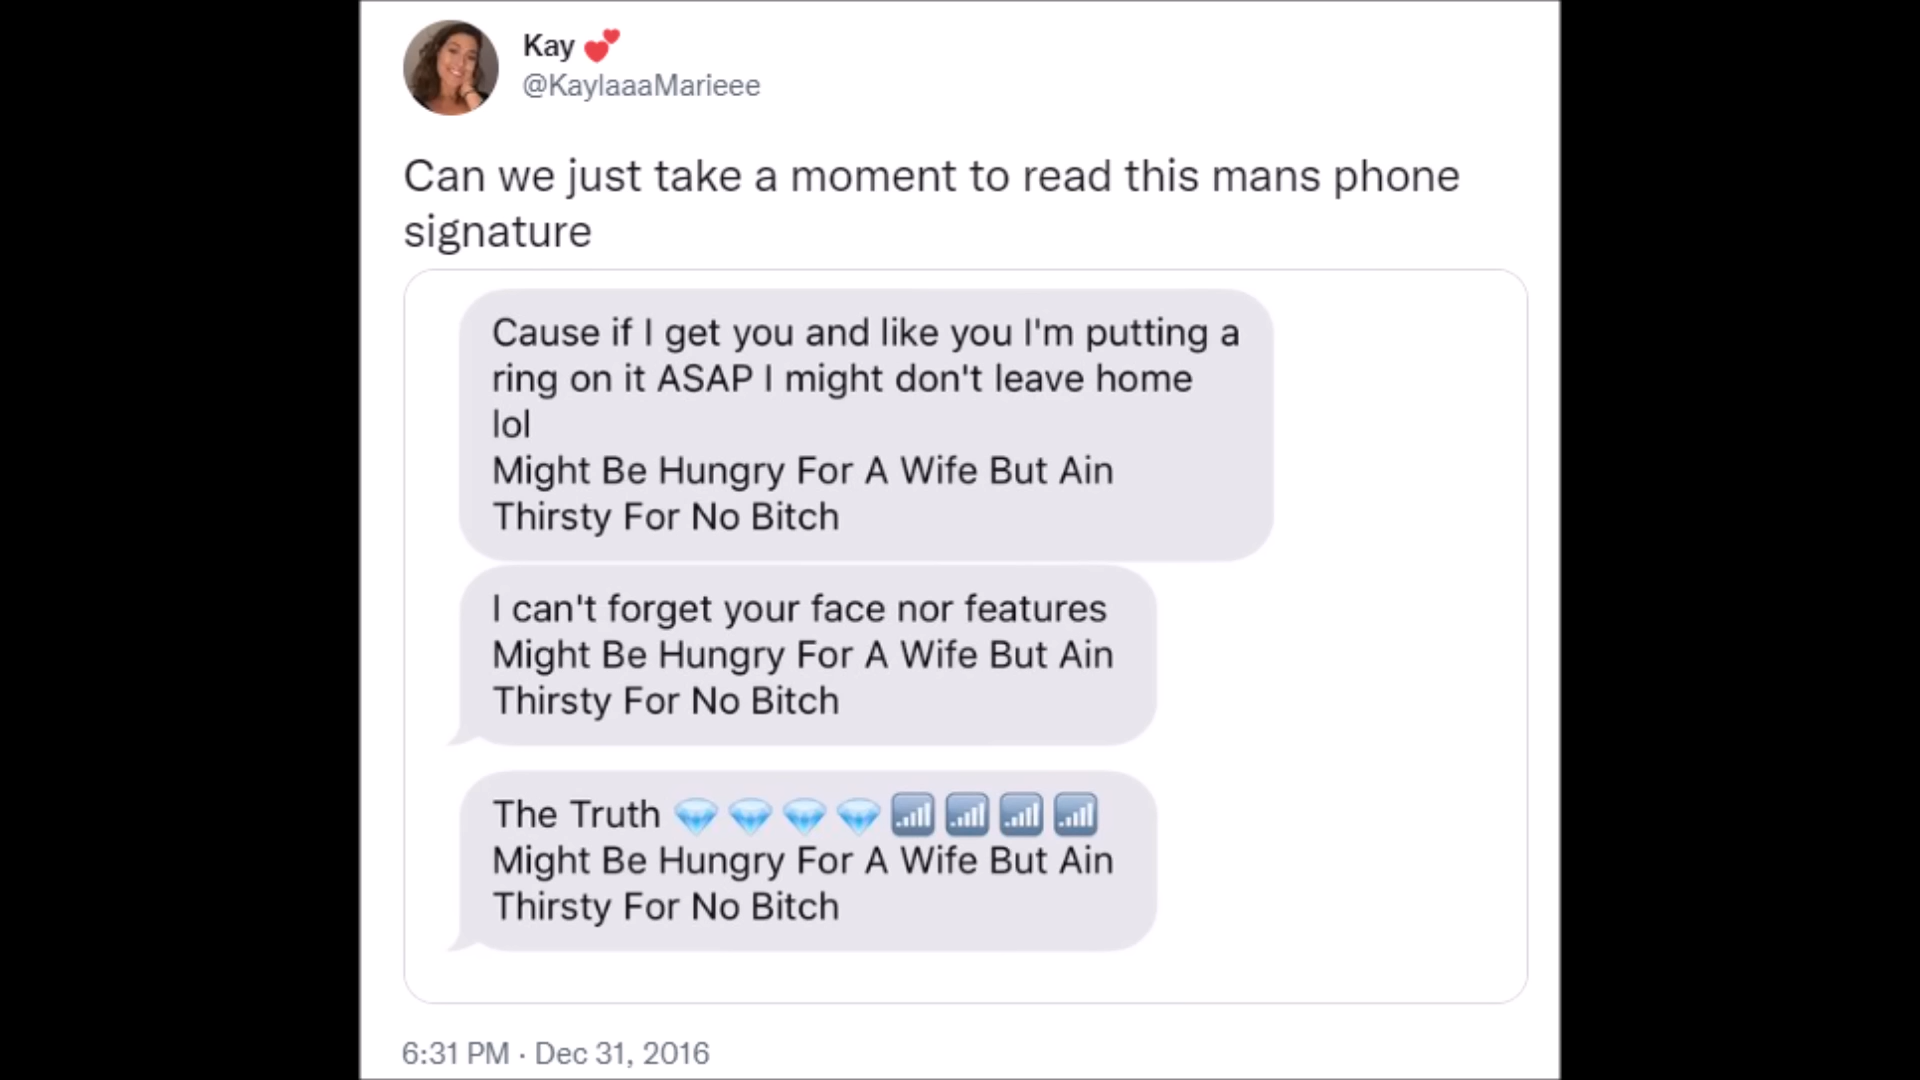 Kay 💕
@KaylaaaMarieee
Can we just take a moment to read this mans phone
signature
Cause if I get you and like you I'm putting a
ring on it ASAP I might don't leave home
lol
Might Be Hungry For A Wife But Ain
Thirsty For No Bitch
I can't forget your face nor features
Might Be Hungry For A Wife But Ain
Thirsty For No Bitch
The Truth 💎💎💎💎📶📶📶📶
Might Be Hungry For A Wife But Ain
Thirsty For No Bitch
6:31 PM · Dec 31, 2016